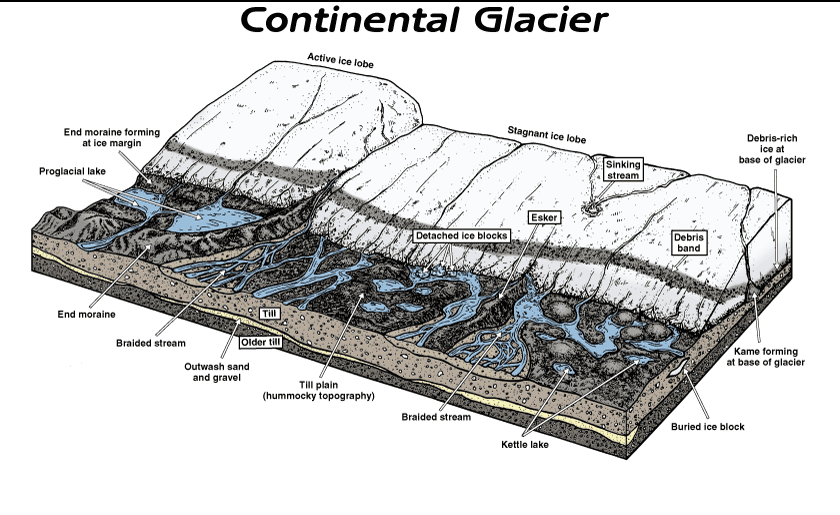 Continental Glacier
Active ice lobe
End moraine forming
at ice margin
Stagnant ice lobe
Debris-rich
ice at
base of glacier
Proglacial lake
Sinking
stream
Esker
Detached ice blocks
Debris
band
End moraine
Till
Braided stream
Older till
Outwash sand
and gravel
Till plain
(hummocky topography)
Kame forming
at base of glacier
Braided stream
Buried ice block
Kettle lake